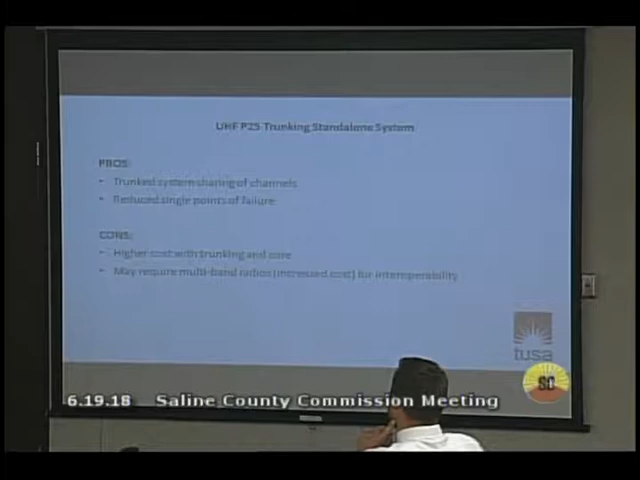 UHF P25 Trunking Standalone System
PROS:
• Trunked system sharing of channels
• Reduced single points of failure
CONS:
• Higher cost with trunking and core
• May require multi-band radios (increased cost) for interoperability
tusa
SC
6.19.18 Saline County Commission Meeting